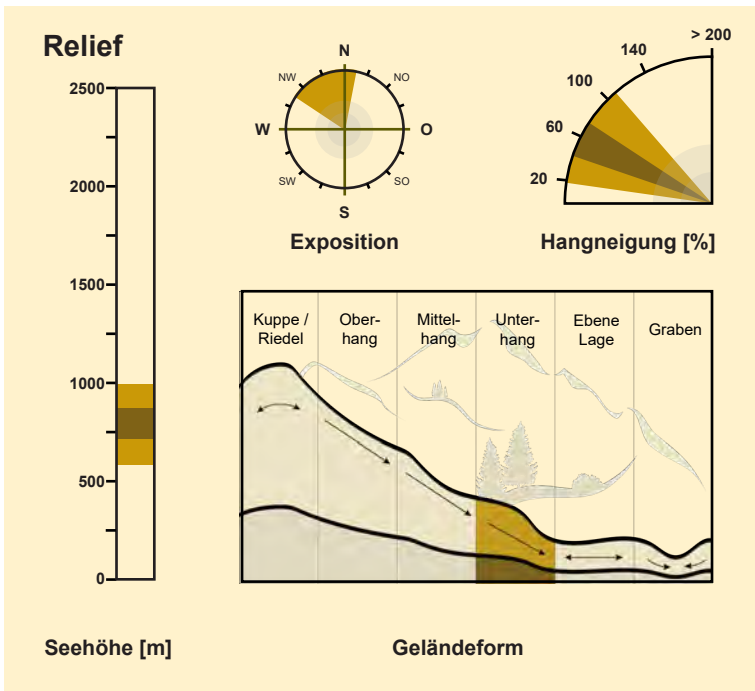 Relief
2500
2000
1500
1000
500
0
N
NW
NO
W
O
SW
SO
S
Exposition
> 200
140
100
60
20
Hangneigung [%]
Kuppe /
Riedel
Ober-
hang
Mittel-
hang
Unter-
hang
Ebene
Lage
Graben
Seehöhe [m]
Geländeform